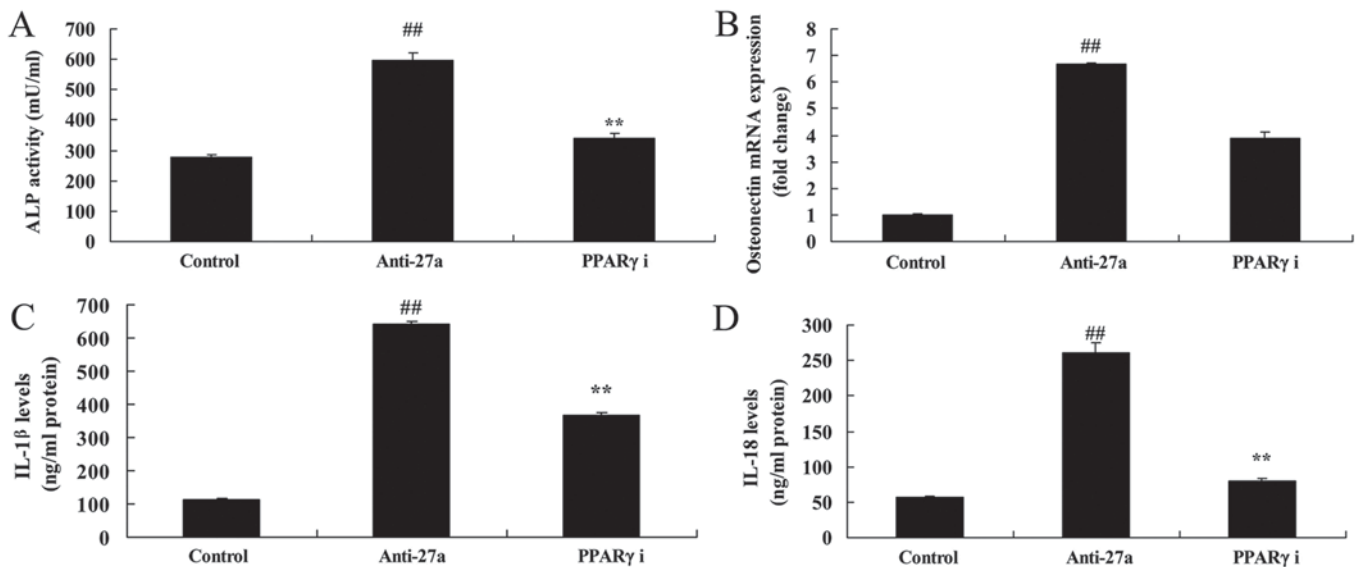 A
ALP activity (mU/ml)
700
600
500
400
300
200
100
0
##
**
Control Anti-27a PPARγ i
B
Osteonectin mRNA expression
(fold change)
8
7
6
5
4
3
2
1
0
##
Control Anti-27a PPARγ i
C
IL-1β levels
(ng/ml protein)
700
600
500
400
300
200
100
0
##
**
Control Anti-27a PPARγ i
D
IL-18 levels
(ng/ml protein)
300
250
200
150
100
50
0
##
**
Control Anti-27a PPARγ i